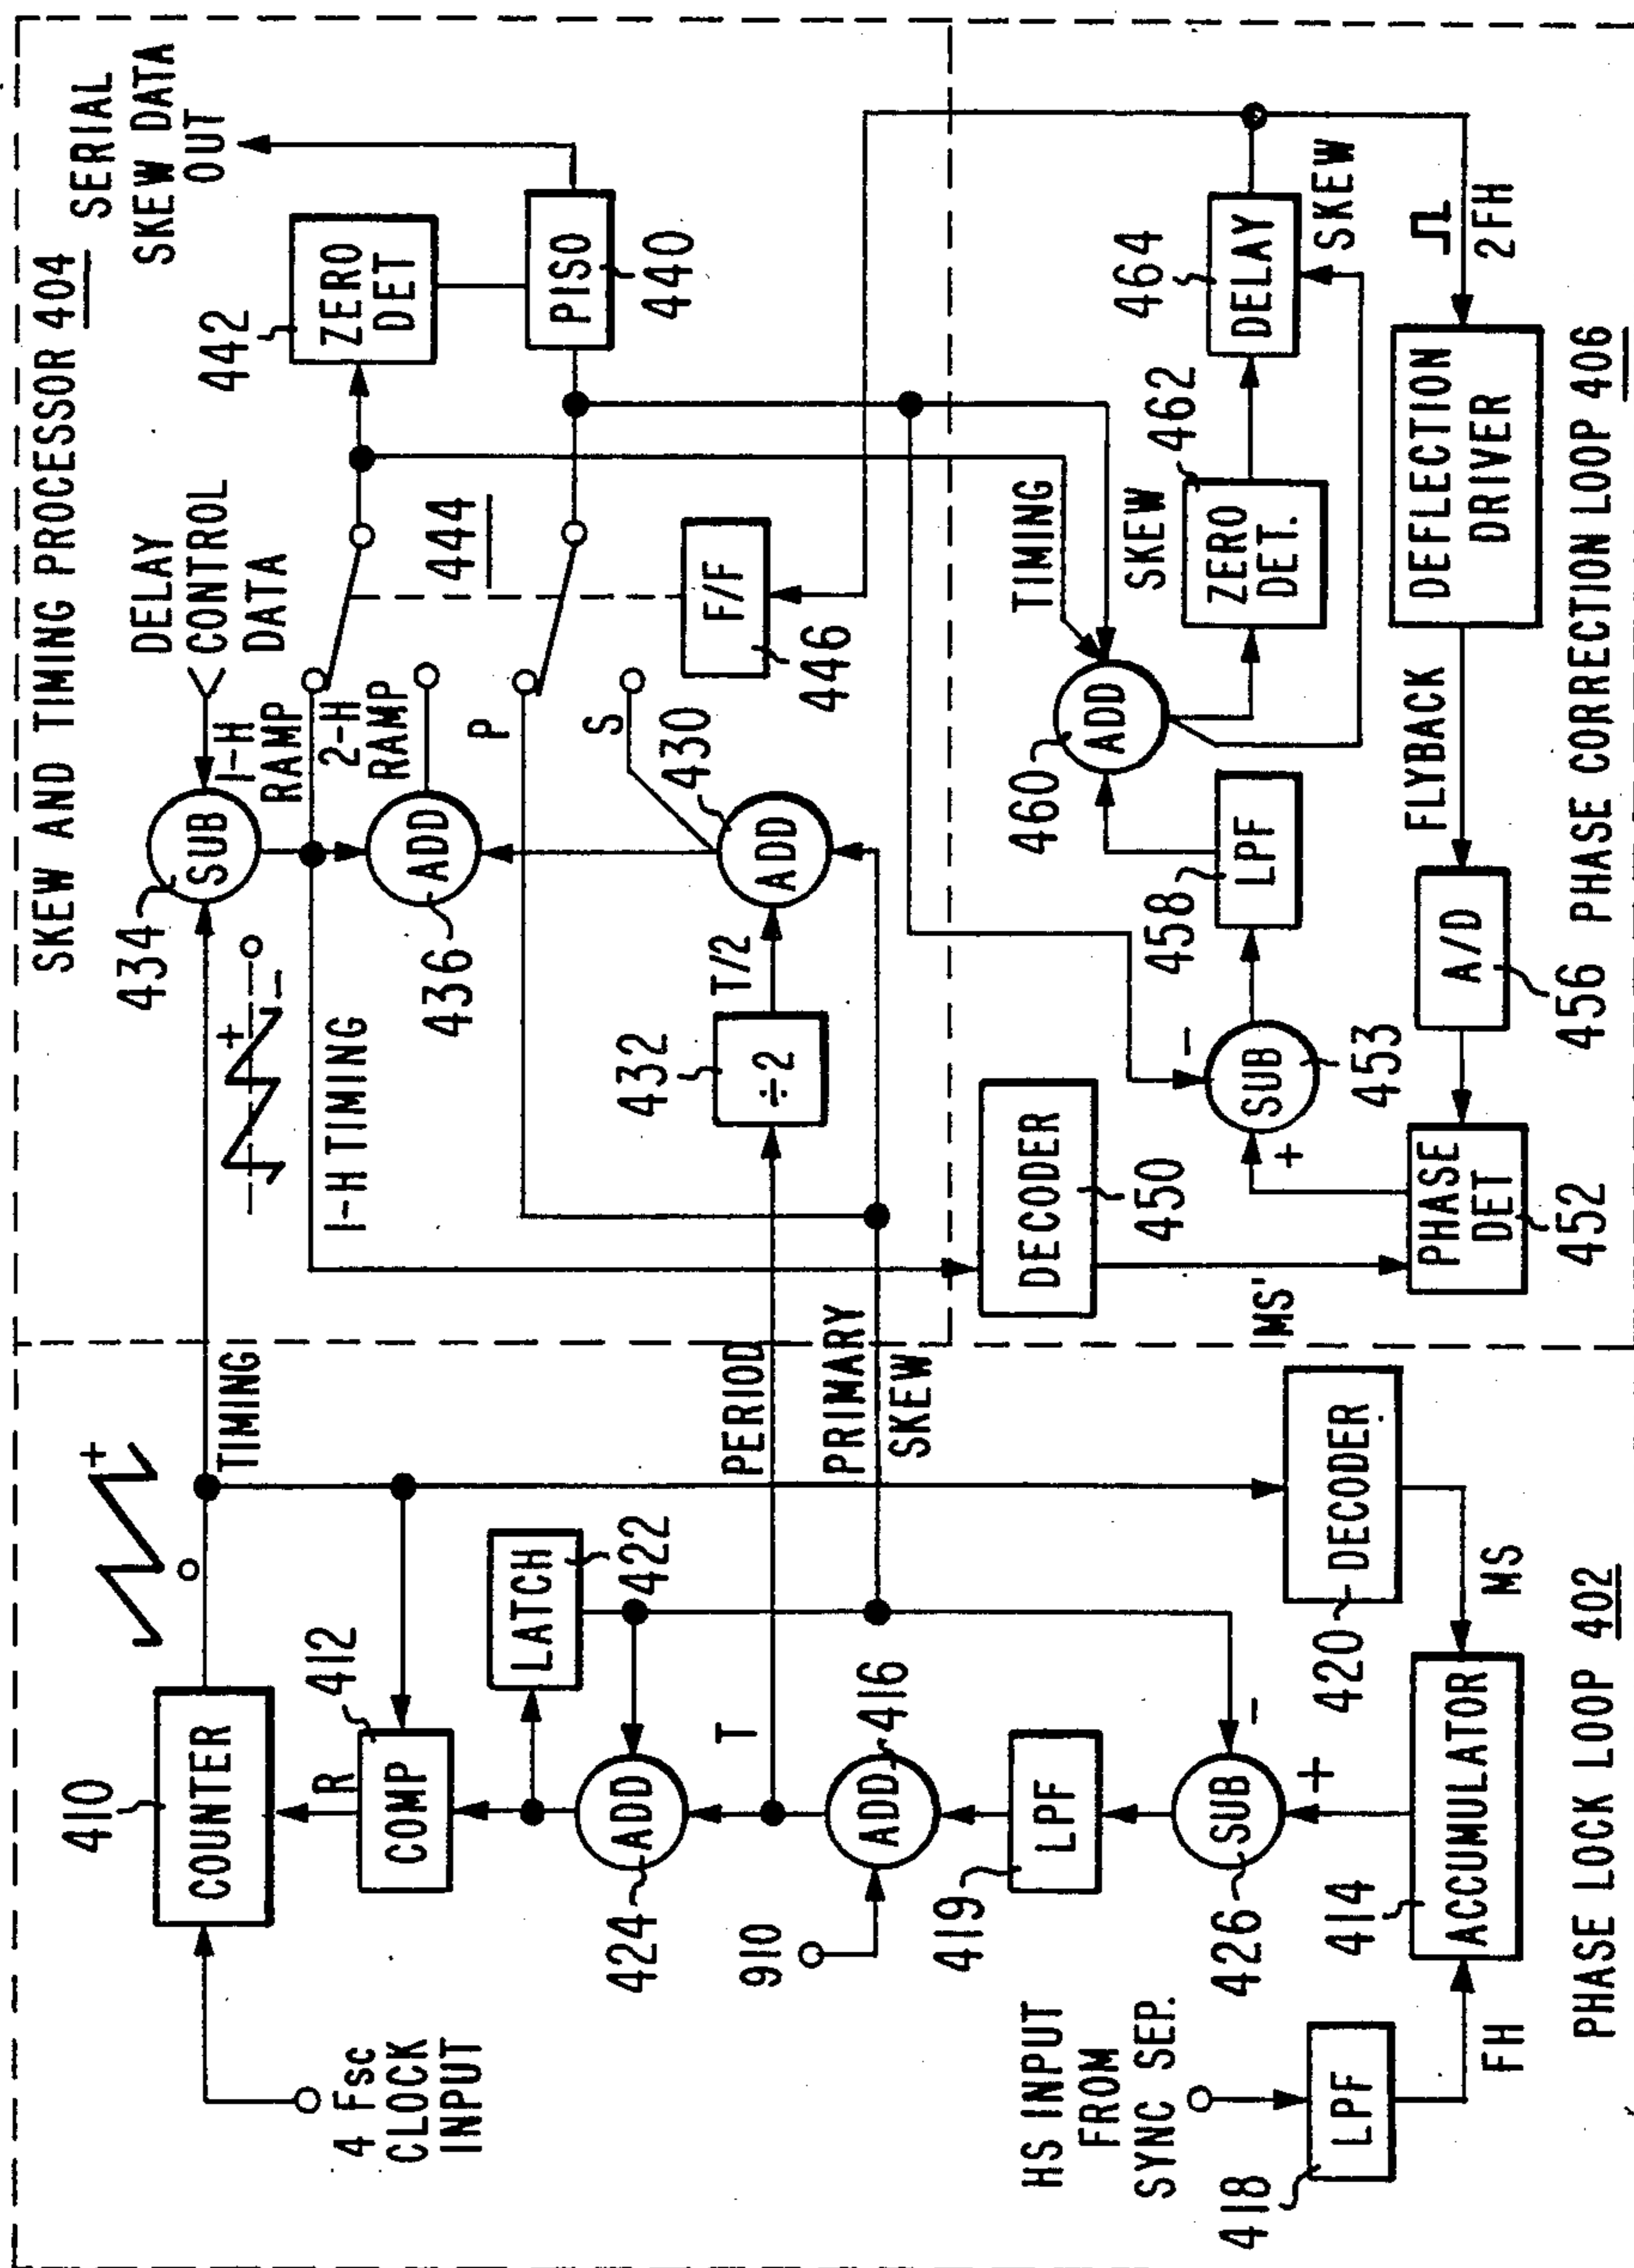 SKEW AND TIMING PROCESSOR 404
PHASE LOCK LOOP 402
PHASE CORRECTION LOOP 406
4 Fsc
CLOCK
INPUT
410
COUNTER
+
0
TIMING
R
412
COMP
LATCH
422
424
ADD
T
910
ADD
416
PERIOD
PRIMARY
SKEW
419
LPF
426
SUB
+
-
HS INPUT
FROM
SYNC SEP.
418
LPF
FH
414
ACCUMULATOR
MS
420
DECODER
434
SUB
DELAY
CONTROL
DATA
+
0
-
1-H TIMING
1-H
RAMP
2-H
RAMP
436
ADD
P
S
430
ADD
T/2
432
÷2
444
F/F
446
442
ZERO
DET
PISO
440
SERIAL
SKEW DATA
OUT
DECODER
450
MS'
PHASE
DET
452
+
-
SUB
453
458
LPF
460
ADD
TIMING
SKEW
462
ZERO
DET.
464
DELAY
SKEW
2FH
DEFLECTION
DRIVER
FLYBACK
A/D
456